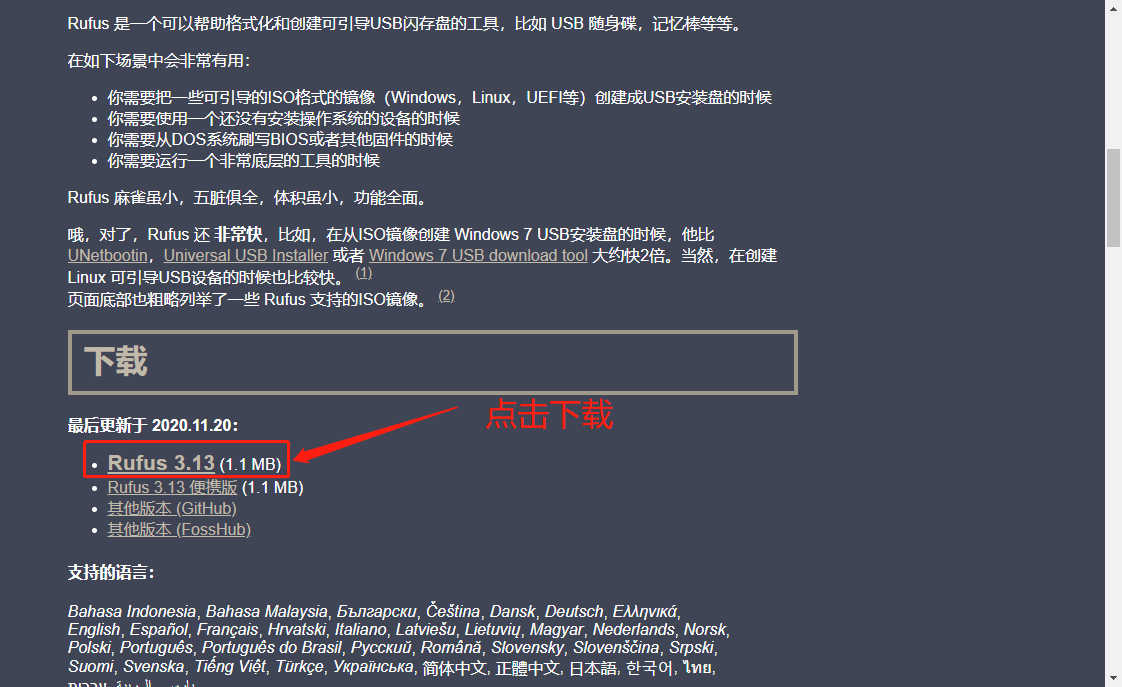 Rufus 是一个可以帮助格式化和创建可引导USB闪存盘的工具，比如 USB 随身碟，记忆棒等等。
在如下场景中会非常有用：
• 你需要把一些可引导的ISO格式的镜像（Windows，Linux，UEFI等）创建成USB安装盘的时候
• 你需要使用一个还没有安装操作系统的设备的时候
• 你需要从DOS系统刷写BIOS或者其他固件的时候
• 你需要运行一个非常底层的工具的时候
Rufus 麻雀虽小，五脏俱全，体积虽小，功能全面。
哦，对了，Rufus 还 非常快，比如，在从ISO镜像创建 Windows 7 USB安装盘的时候，他比
UNetbootin，Universal USB Installer 或者 Windows 7 USB download tool 大约快2倍。当然，在创建
Linux 可引导USB设备的时候也比较快。 (1)
页面底部也粗略列举了一些 Rufus 支持的ISO镜像。 (2)
下载
点击下载
最后更新于 2020.11.20：
• Rufus 3.13 (1.1 MB)
• Rufus 3.13 便携版 (1.1 MB)
• 其他版本 (GitHub)
• 其他版本 (FossHub)
支持的语言：
Bahasa Indonesia, Bahasa Malaysia, Български, Čeština, Dansk, Deutsch, Ελληνικά,
English, Español, Français, Hrvatski, Italiano, Latviešu, Lietuvių, Magyar, Nederlands, Norsk,
Polski, Português, Português do Brasil, Русский, Română, Slovensky, Slovenščina, Srpski,
Suomi, Svenska, Tiếng Việt, Türkçe, Українська, 简体中文, 正體中文, 日本語, 한국어, ไทย,